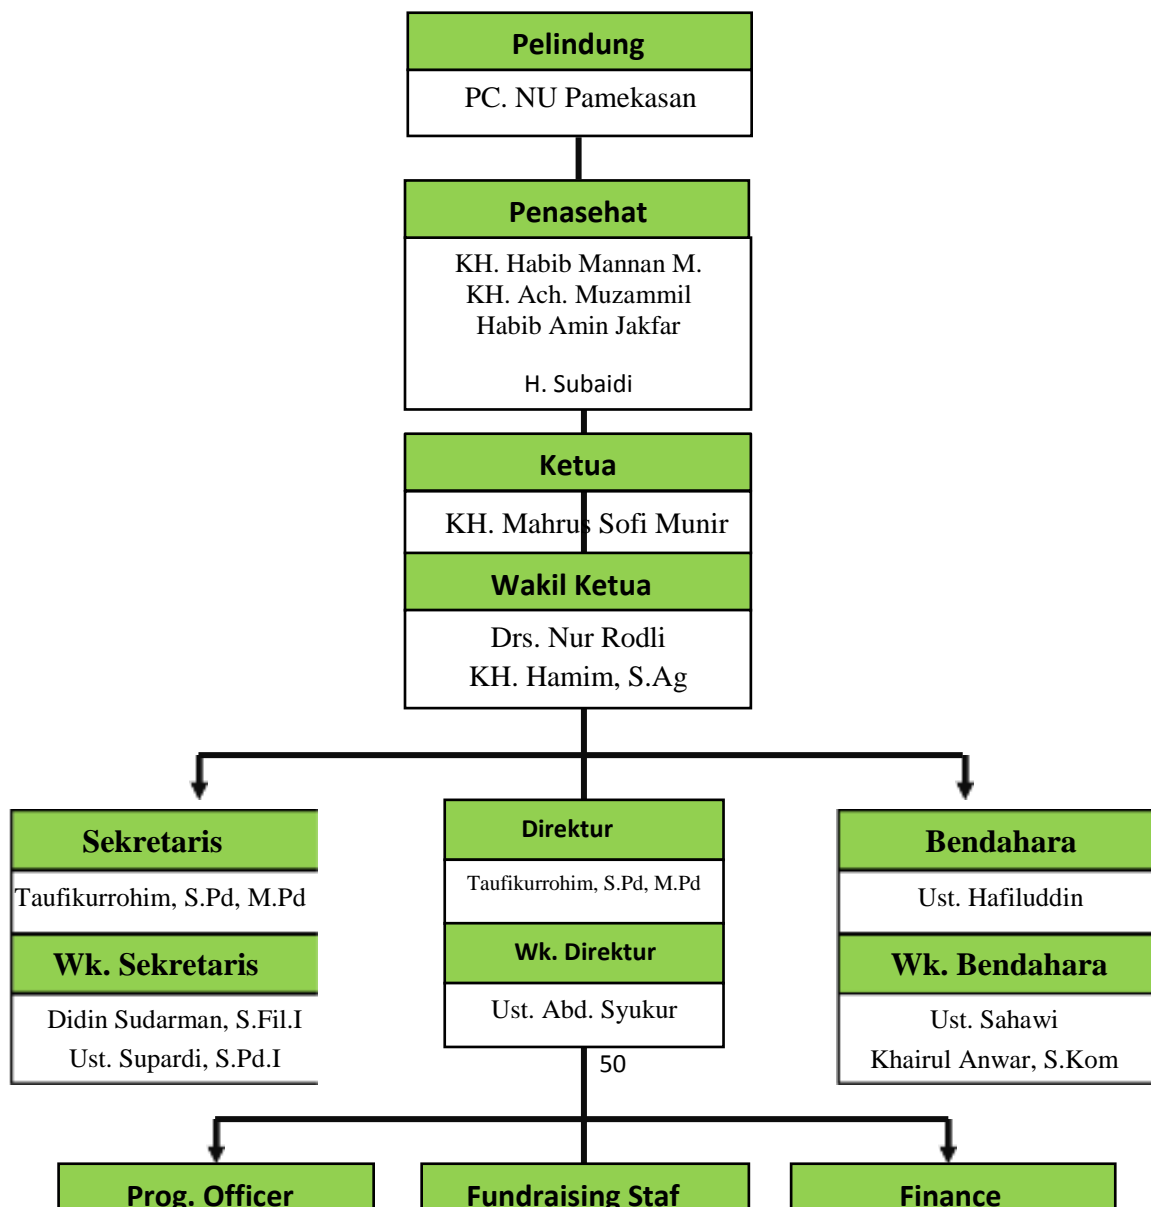 Pelindung
PC. NU Pamekasan
Penasehat
KH. Habib Mannan M.
KH. Ach. Muzammil
Habib Amin Jakfar
H. Subaidi
Ketua
KH. Mahrus Sofi Munir
Wakil Ketua
Drs. Nur Rodli
KH. Hamim, S.Ag
Sekretaris
Taufikurrohim, S.Pd, M.Pd
Wk. Sekretaris
Didin Sudarman, S.Fil.I
Ust. Supardi, S.Pd.I
Direktur
Taufikurrohim, S.Pd, M.Pd
Wk. Direktur
Ust. Abd. Syukur
Bendahara
Ust. Hafiluddin
Wk. Bendahara
Ust. Sahawi
Khairul Anwar, S.Kom
50
Prog. Officer
Fundraising Staf
Finance